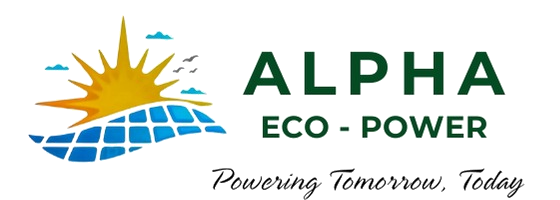 ALPHA
ECO - POWER
Powering Tomorrow, Today